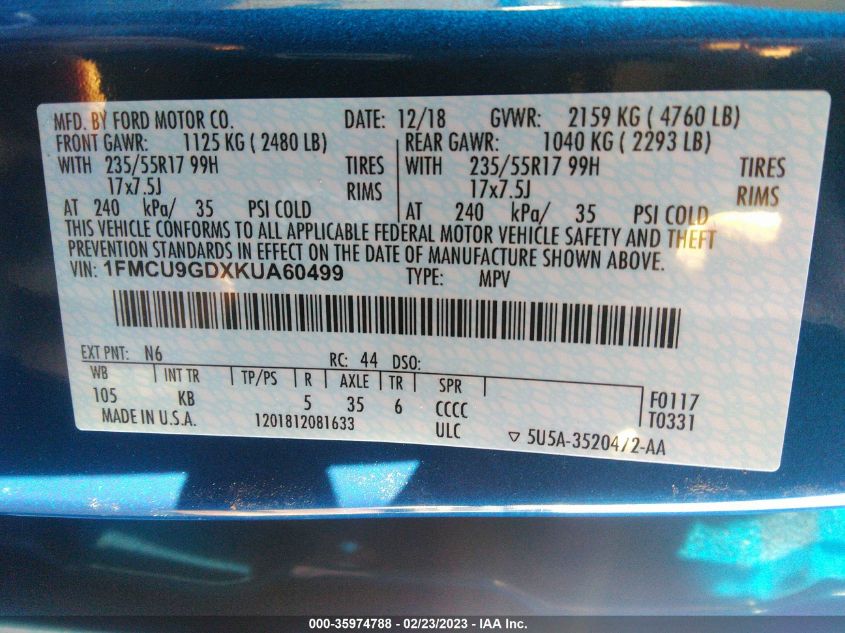 MFD. BY FORD MOTOR CO. DATE: 12/18 GVWR: 2159 KG ( 4760 LB)
FRONT GAWR: 1125 KG ( 2480 LB) REAR GAWR: 1040 KG ( 2293 LB)
WITH 235/55R17 99H TIRES WITH 235/55R17 99H TIRES
17x7.5J RIMS 17x7.5J RIMS
AT 240 kPa/ 35 PSI COLD AT 240 kPa/ 35 PSI COLD
THIS VEHICLE CONFORMS TO ALL APPLICABLE FEDERAL MOTOR VEHICLE SAFETY AND THEFT
PREVENTION STANDARDS IN EFFECT ON THE DATE OF MANUFACTURE SHOWN ABOVE.
VIN: 1FMCU9GDXKUA60499 TYPE: MPV
EXT PNT: N6 RC: 44 DSO:
WB INT TR TP/PS R AXLE TR SPR
105 KB 5 35 6 CCCC F0117
MADE IN U.S.A. 1201812081633 ULC T0331
▽ 5U5A-3520472-AA
000-35974788 - 02/23/2023 - IAA Inc.